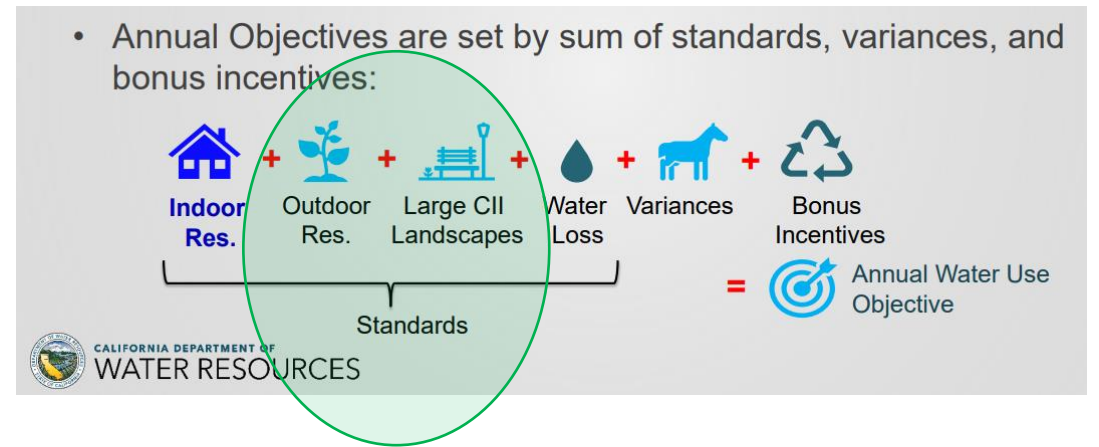 • Annual Objectives are set by sum of standards, variances, and
bonus incentives:
+ + + + +
Indoor Outdoor Large CII Water Variances Bonus
Res. Res. Landscapes Loss Incentives
= Annual Water Use
Objective
Standards
CALIFORNIA DEPARTMENT OF
WATER RESOURCES